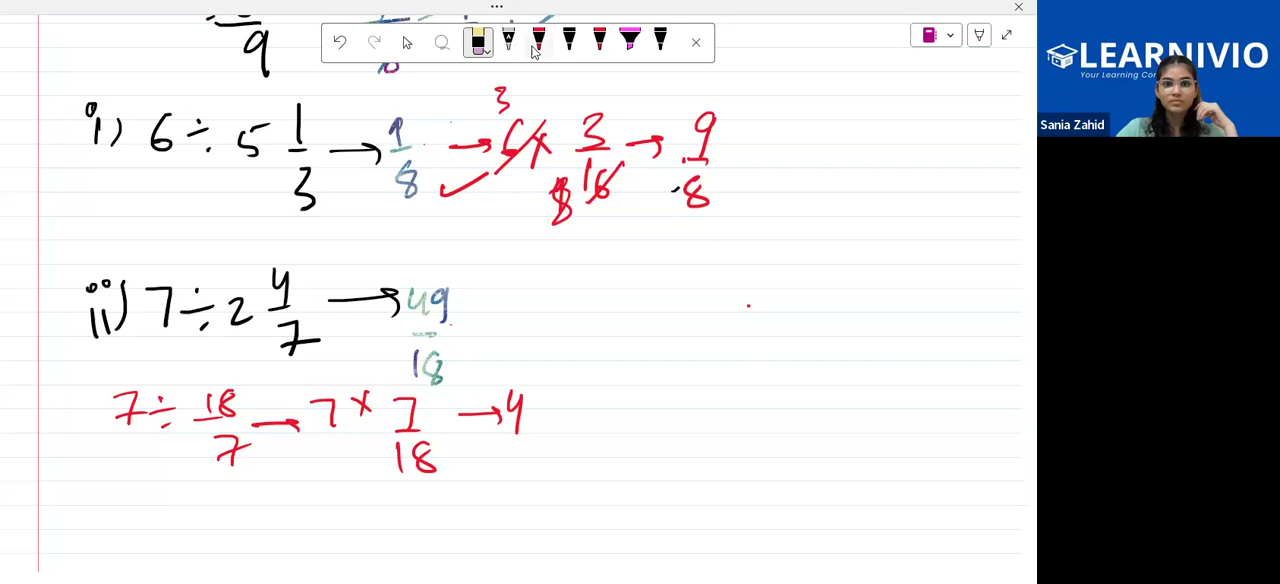 9
LEARNIVIO
Your Learning Co
Sania Zahid
i) 6 ÷ 5 1/3 → 9/8 → 6 × 3/16 → 9/8
3
8
ii) 7 ÷ 2 4/7 → 49/18
7 ÷ 18/7 → 7 × 7/18 → 4